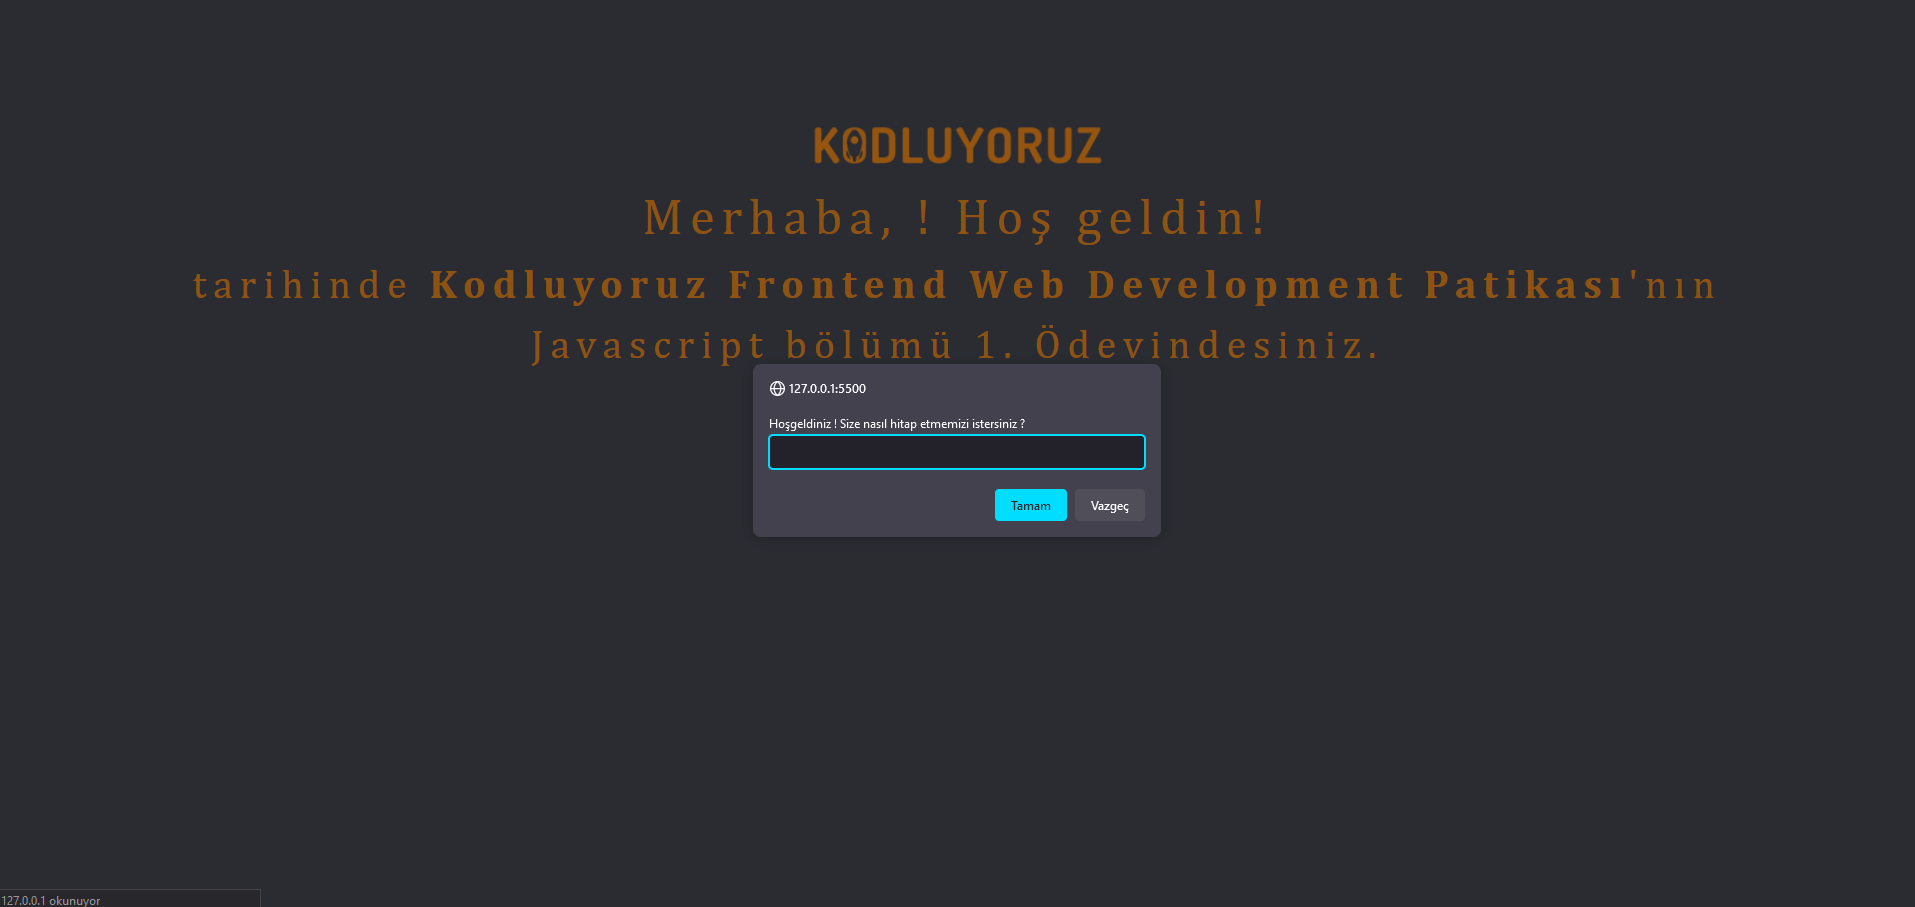 KODLUYORUZ
Merhaba, ! Hoş geldin!
tarihinde Kodluyoruz Frontend Web Development Patikası'nın
Javascript bölümü 1. Ödevindesiniz.
127.0.0.1:5500
Hoşgeldiniz ! Size nasıl hitap etmemizi istersiniz ?
Tamam
Vazgeç
127.0.0.1 okunuyor